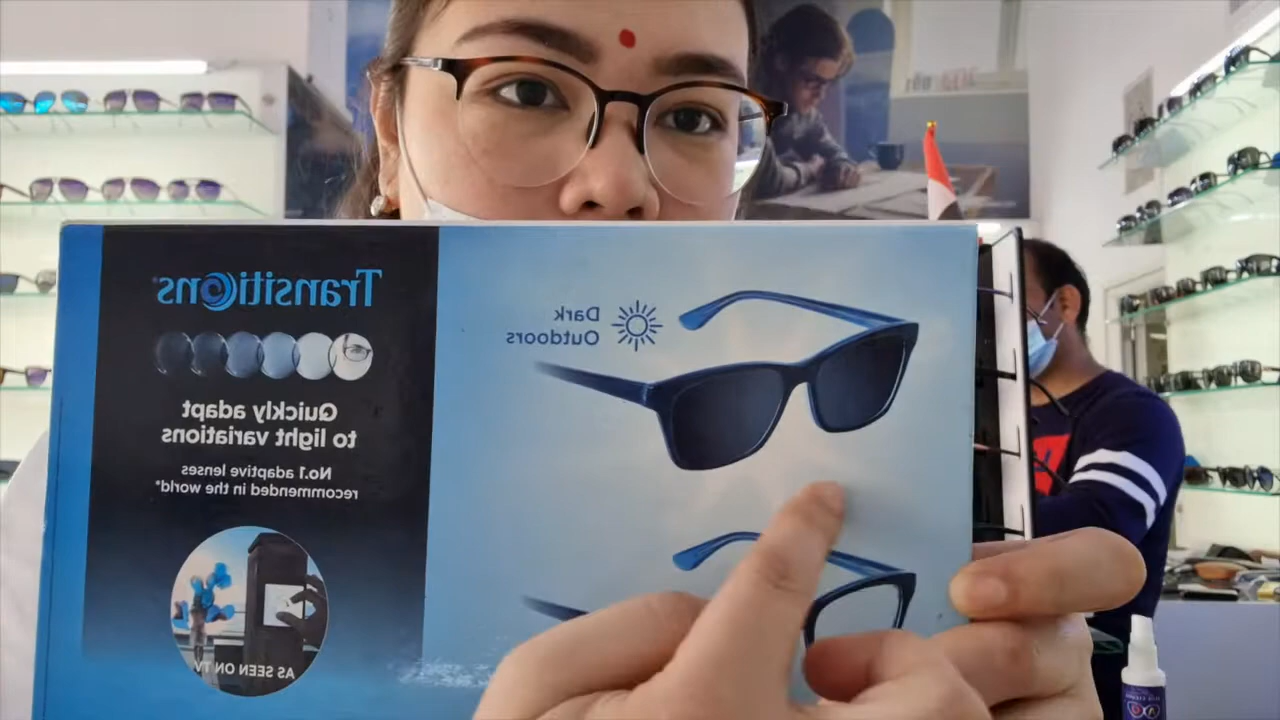 Transitions®
Quickly adapt
to light variations
No.1 adaptive lenses
recommended in the world*
AS SEEN ON TV
Dark
Outdoors